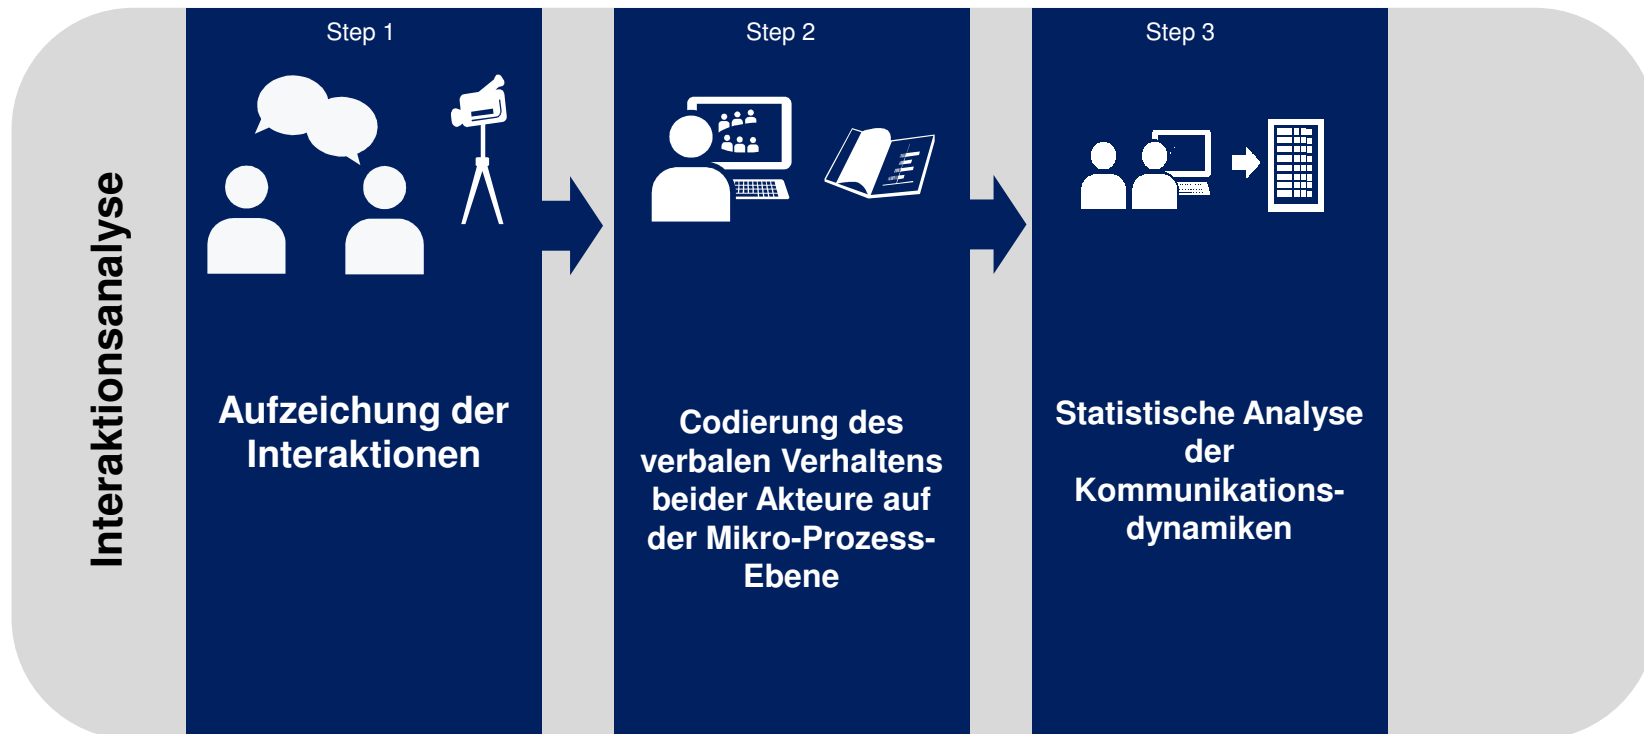 Interaktionsanalyse
Step 1
Aufzeichung der
Interaktionen
Step 2
Codierung des
verbalen Verhaltens
beider Akteure auf
der Mikro-Prozess-
Ebene
Step 3
Statistische Analyse
der
Kommunikations-
dynamiken